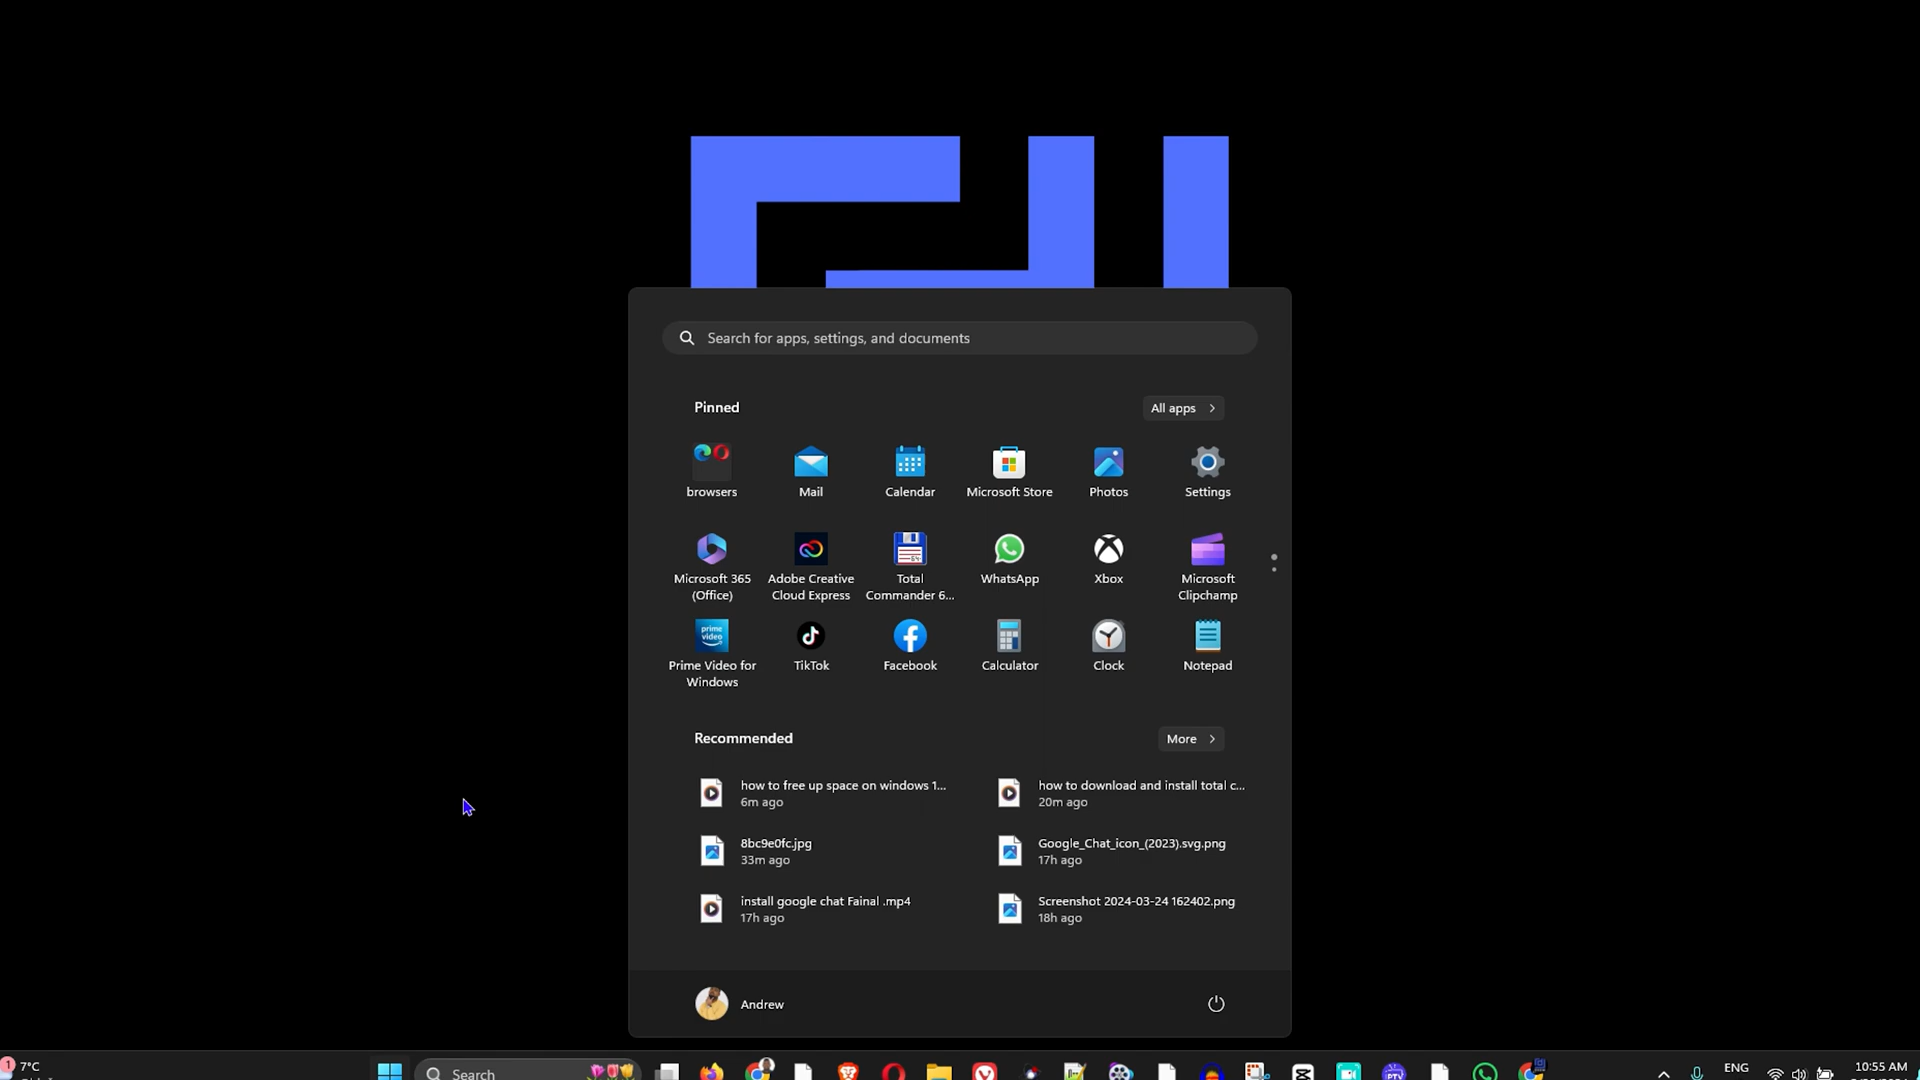 Search for apps, settings, and documents
Pinned
All apps
browsers
Mail
Calendar
Microsoft Store
Photos
Settings
Microsoft 365
(Office)
Adobe Creative
Cloud Express
Total
Commander 6...
WhatsApp
Xbox
Microsoft
Clipchamp
prime
video
Prime Video for
Windows
TikTok
Facebook
Calculator
Clock
Notepad
Recommended
More
how to free up space on windows 1...
6m ago
how to download and install total c...
20m ago
8bc9e0fc.jpg
33m ago
Google_Chat_icon_(2023).svg.png
17h ago
install google chat Fainal .mp4
17h ago
Screenshot 2024-03-24 162402.png
18h ago
Andrew
1
7°C
Search
ENG
10:55 AM